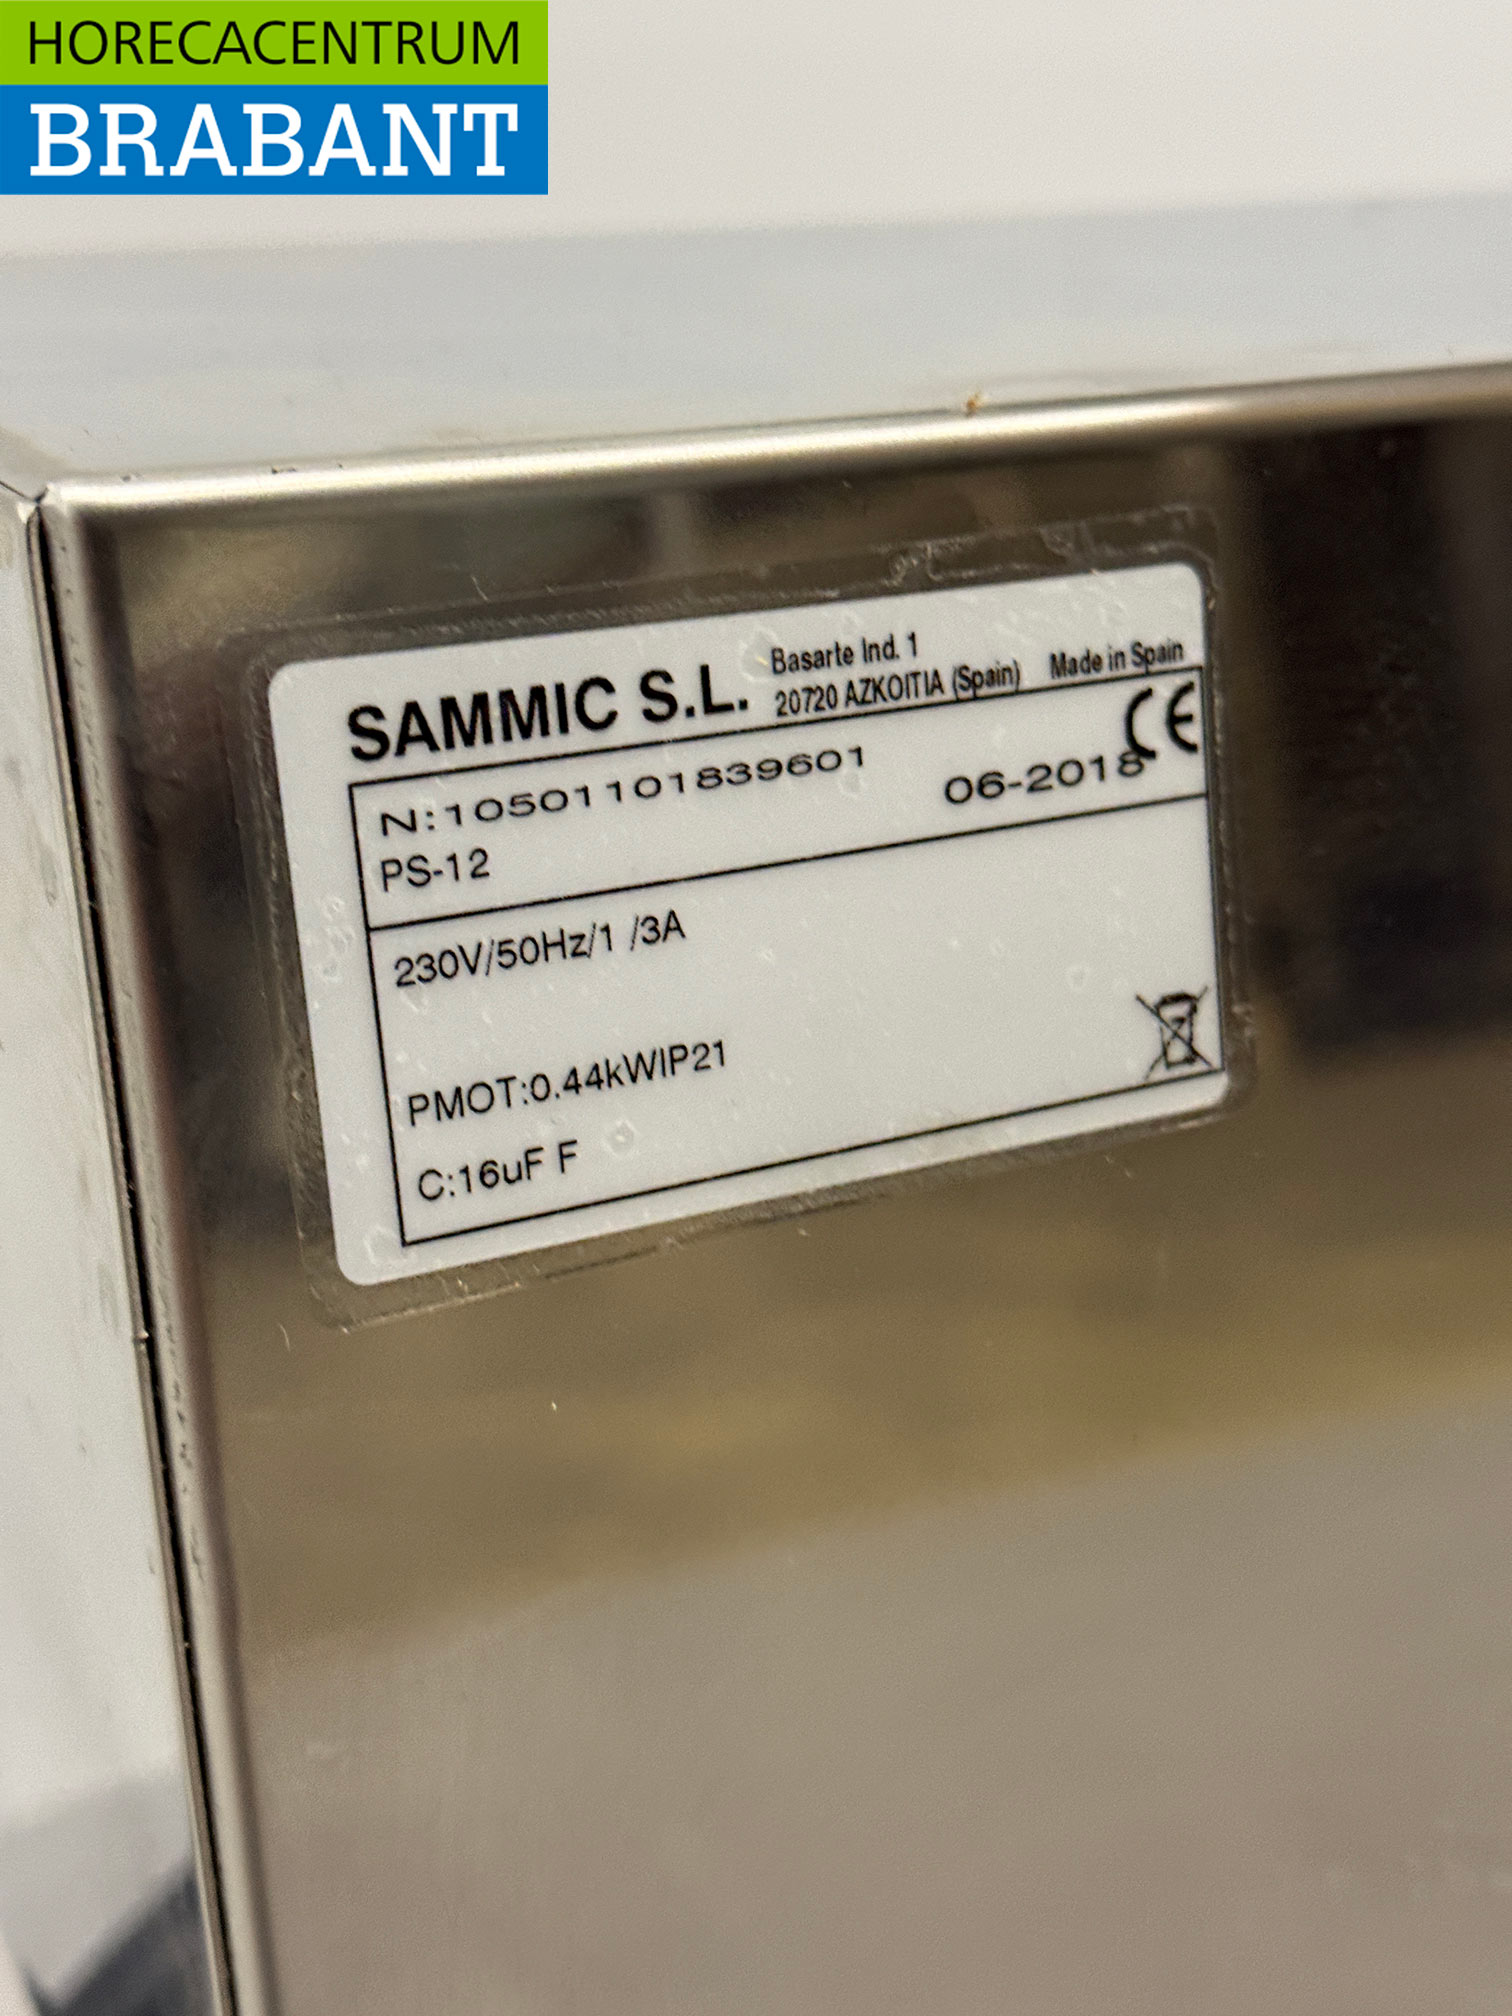 HORECACENTRUM
BRABANT
SAMMIC S.L.
Basarte Ind. 1
20720 AZKOITIA (Spain)
Made in Spain
CE
N:10501101839601
06-2018
PS-12
230V/50Hz/1 /3A
PMOT:0.44kWIP21
C:16uF F